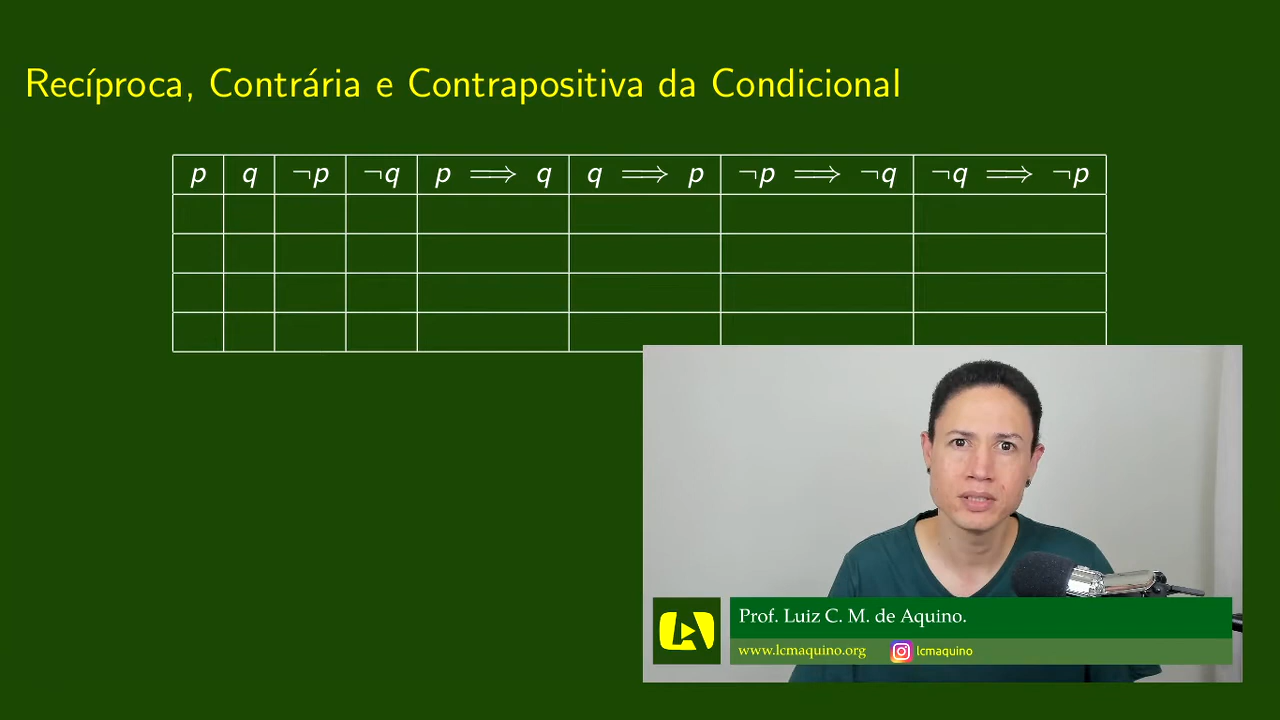 Recíproca, Contrária e Contrapositiva da Condicional
p q ¬p ¬q p ⟹ q q ⟹ p ¬p ⟹ ¬q ¬q ⟹ ¬p
Prof. Luiz C. M. de Aquino.
www.lcmaquino.org lcmaquino